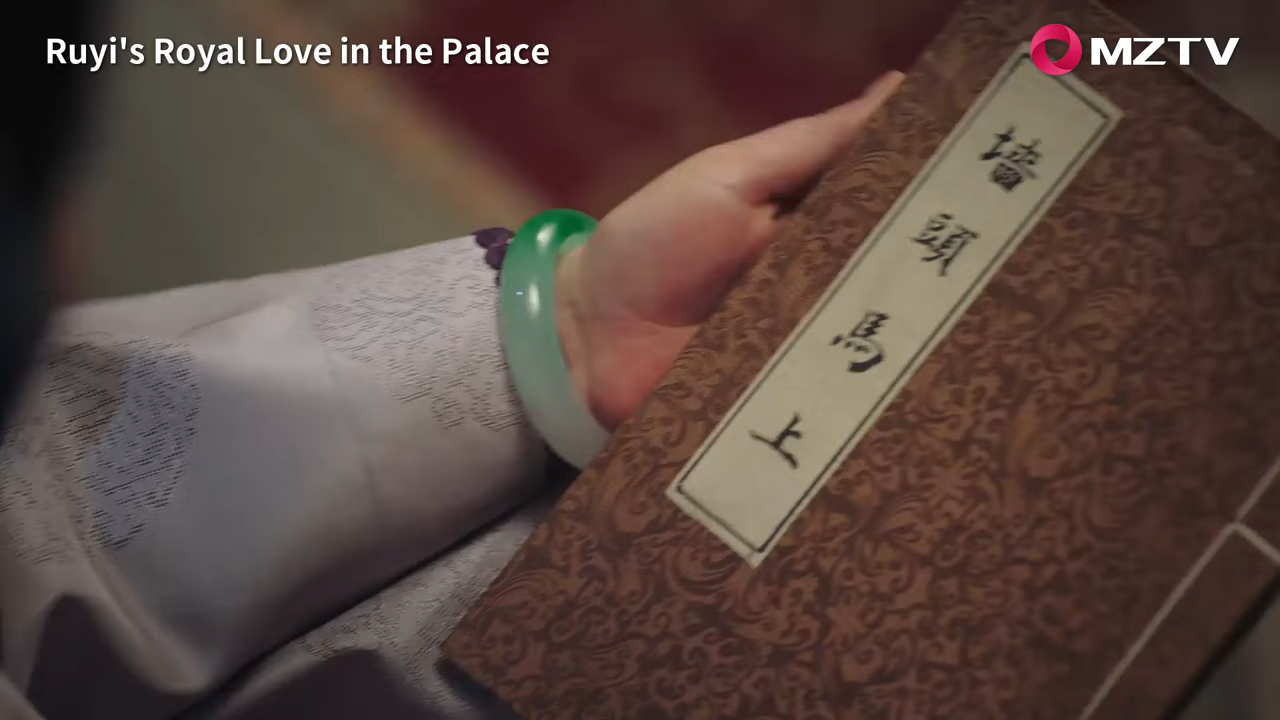 Ruyi's Royal Love in the Palace
MZTV
墻頭馬上